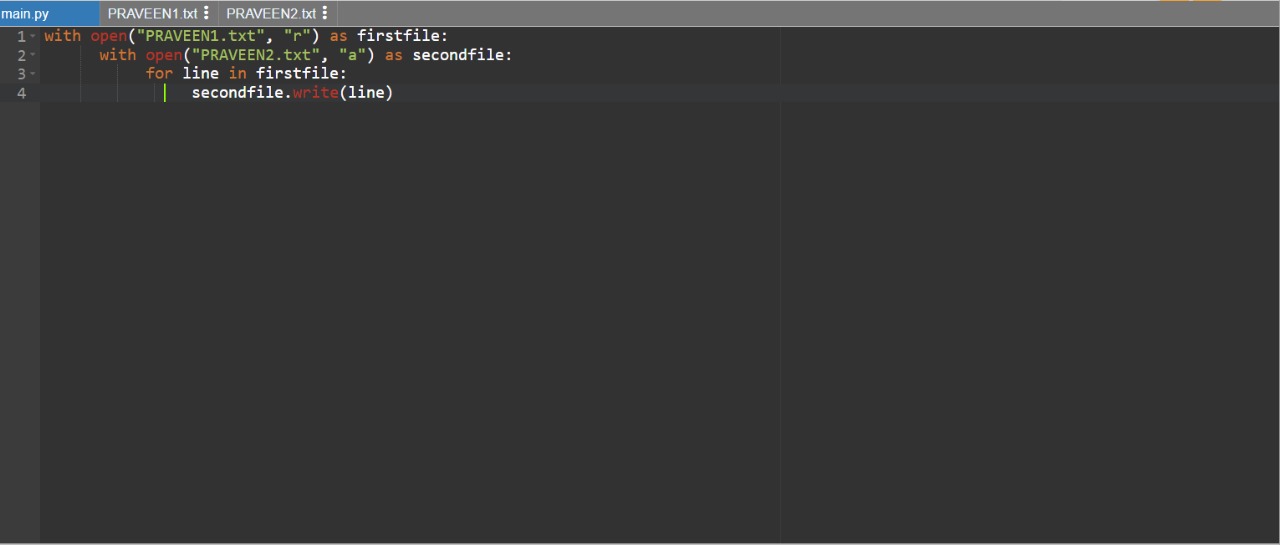 main.py PRAVEEN1.txt PRAVEEN2.txt
1 with open("PRAVEEN1.txt", "r") as firstfile:
2 with open("PRAVEEN2.txt", "a") as secondfile:
3 for line in firstfile:
4 secondfile.write(line)